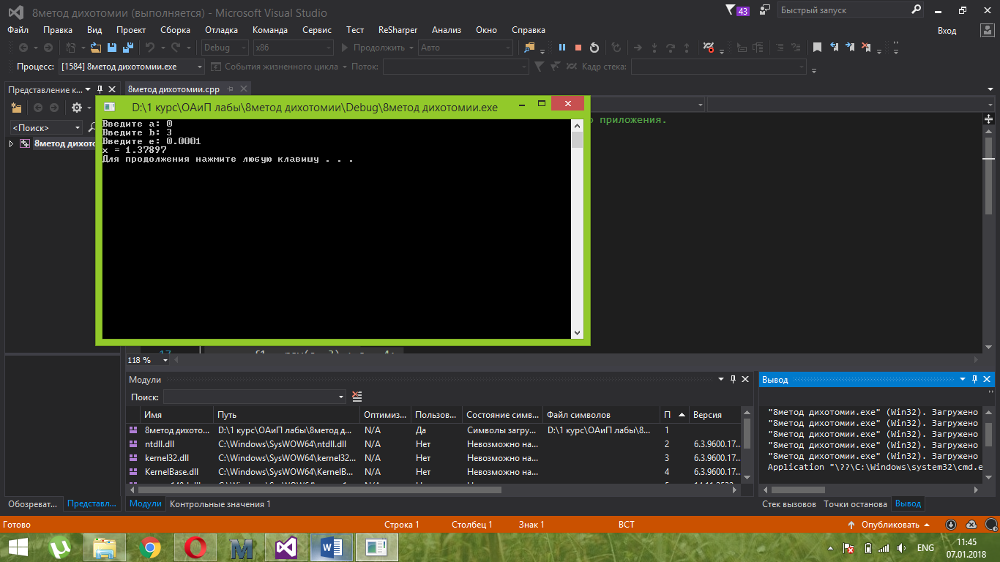 8метод дихотомии (выполняется) - Microsoft Visual Studio
43
Быстрый запуск
Файл Правка Вид Проект Сборка Отладка Команда Сервис Тест ReSharper Анализ Окно Справка
Вход
Debug x86 Продолжить Авто
Процесс: [1584] 8метод дихотомии.exe События жизненного цикла Поток: Кадр стека:
Представление к...
8метод дихотомии.cpp
D:\1 курс\ОАиП лабы\8метод дихотомии\Debug\8метод дихотомии.exe
приложения.
<Поиск>
8метод дихото
Введите a: 0
Введите b: 3
Введите e: 0.0001
x = 1.37897
Для продолжения нажмите любую клавишу . . .
17
118 %
Модули
Поиск:
Имя Путь Оптимиз... Пользов... Состояние симв... Файл символов П Версия
8метод дихото... D:\1 курс\ОАиП лабы\8метод д... N/A Да Символы загру... D:\1 курс\ОАиП лабы\8... 1
ntdll.dll C:\Windows\SysWOW64\ntdll.dll N/A Нет Невозможно на... 2 6.3.9600.17...
kernel32.dll C:\Windows\SysWOW64\kernel32... N/A Нет Невозможно на... 3 6.3.9600.17...
KernelBase.dll C:\Windows\SysWOW64\KernelB... N/A Нет Невозможно на... 4 6.3.9600.17...
Вывод
"8метод дихотомии.exe" (Win32). Загружено
"8метод дихотомии.exe" (Win32). Загружено
"8метод дихотомии.exe" (Win32). Загружено
"8метод дихотомии.exe" (Win32). Загружено
"8метод дихотомии.exe" (Win32). Загружено
Application "\??\C:\Windows\system32\cmd.e
Обозреват... Представл...
Модули Контрольные значения 1
Стек вызовов Точки останова Вывод
Готово Строка 1 Столбец 1 Знак 1 ВСТ Опубликовать
ENG
11:45
07.01.2018